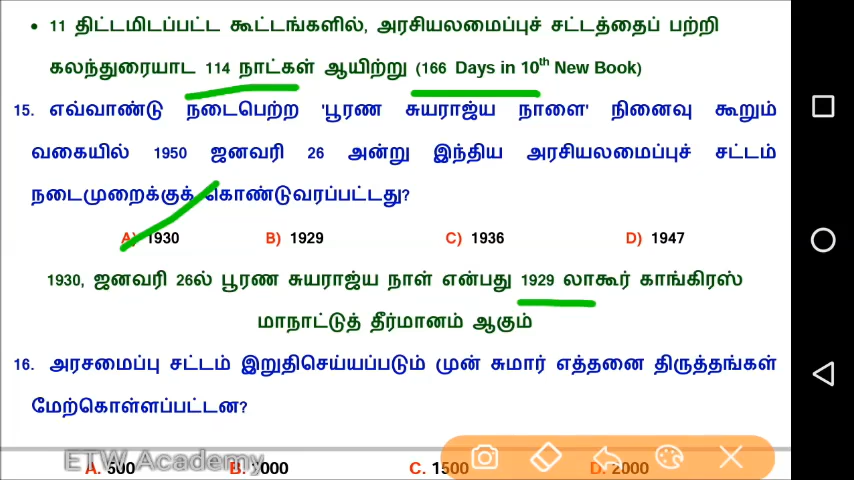 • 11 திட்டமிடப்பட்ட கூட்டங்களில், அரசியலமைப்புச் சட்டத்தைப் பற்றி
கலந்துரையாட 114 நாட்கள் ஆயிற்று (166 Days in 10th New Book)
15. எவ்வாண்டு நடைபெற்ற 'பூரண சுயராஜ்ய நாளை' நினைவு கூறும்
வகையில் 1950 ஜனவரி 26 அன்று இந்திய அரசியலமைப்புச் சட்டம்
நடைமுறைக்குக் கொண்டுவரப்பட்டது?
A) 1930 B) 1929 C) 1936 D) 1947
1930, ஜனவரி 26ல் பூரண சுயராஜ்ய நாள் என்பது 1929 லாகூர் காங்கிரஸ்
மாநாட்டுத் தீர்மானம் ஆகும்
16. அரசமைப்பு சட்டம் இறுதிசெய்யப்படும் முன் சுமார் எத்தனை திருத்தங்கள்
மேற்கொள்ளப்பட்டன?
A. 500 B. 1000 C. 1500 D. 2000
ETW Academy